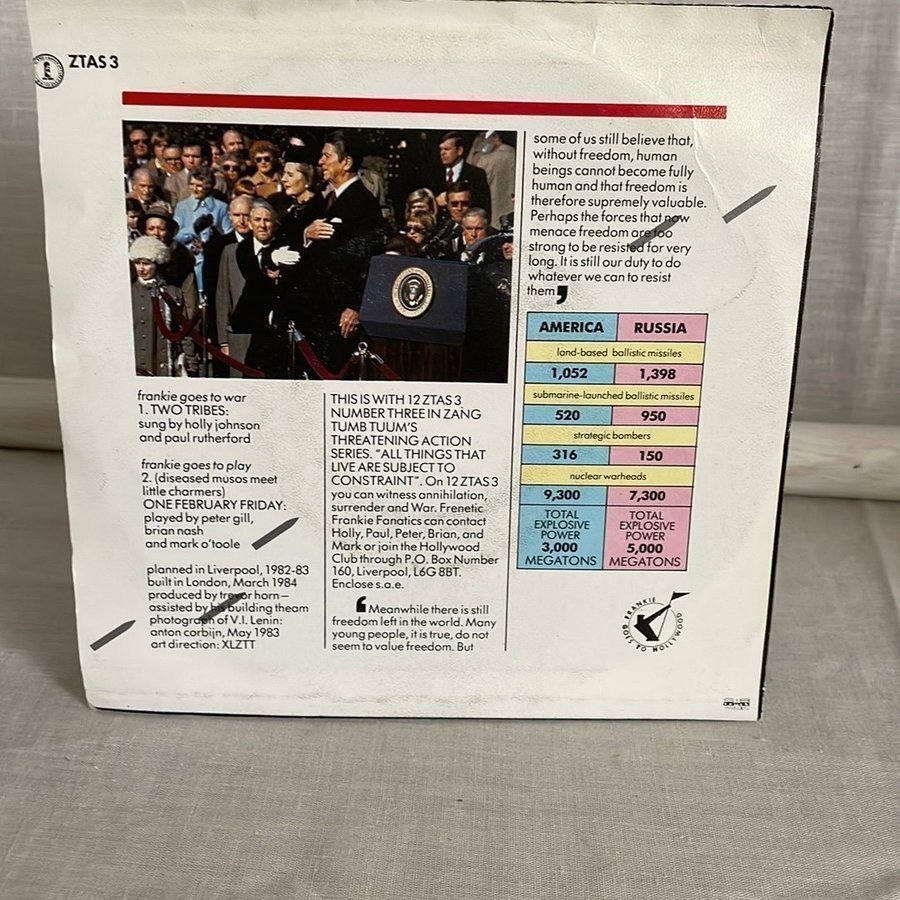 ZTAS 3
frankie goes to war
1. TWO TRIBES:
sung by holly johnson
and paul rutherford
frankie goes to play
2. (diseased musos meet
little charmers)
ONE FEBRUARY FRIDAY:
played by peter gill,
brian nash
and mark o'toole
planned in Liverpool, 1982-83
built in London, March 1984
produced by trevor horn –
assisted by his building theam
photograph of V.I. Lenin:
anton corbijn, May 1983
art direction: XLZTT
THIS IS WITH 12 ZTAS 3
NUMBER THREE IN ZANG
TUMB TUUM'S
THREATENING ACTION
SERIES. "ALL THINGS THAT
LIVE ARE SUBJECT TO
CONSTRAINT". On 12 ZTAS 3
you can witness annihilation,
surrender and War. Frenetic
Frankie Fanatics can contact
Holly, Paul, Peter, Brian, and
Mark or join the Hollywood
Club through P.O. Box Number
160, Liverpool, L6G 8BT.
Enclose s.a.e.
❛ Meanwhile there is still
freedom left in the world. Many
young people, it is true, do not
seem to value freedom. But
some of us still believe that,
without freedom, human
beings cannot become fully
human and that freedom is
therefore supremely valuable.
Perhaps the forces that now
menace freedom are too
strong to be resisted for very
long. It is still our duty to do
whatever we can to resist
them ❜
AMERICA RUSSIA
land-based ballistic missiles
1,052 1,398
submarine-launched ballistic missiles
520 950
strategic bombers
316 150
nuclear warheads
9,300 7,300
TOTAL TOTAL
EXPLOSIVE EXPLOSIVE
POWER POWER
3,000 5,000
MEGATONS MEGATONS
FRANKIE GOES TO HOLLYWOOD